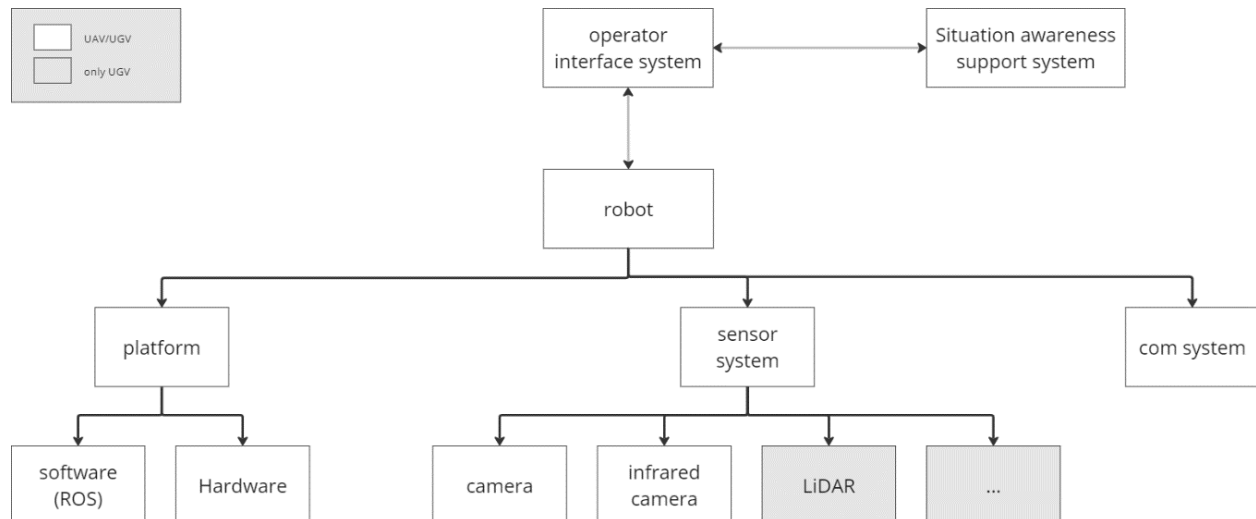 UAV/UGV
only UGV
operator
interface system
Situation awareness
support system
robot
platform
sensor
system
com system
software
(ROS)
Hardware
camera
infrared
camera
LiDAR
...